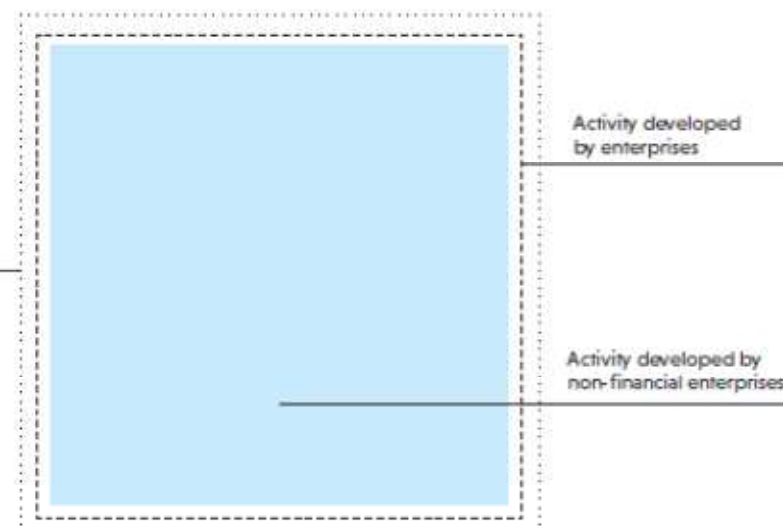 Activity developed
by enterprises
Activity developed by
non-financial enterprises